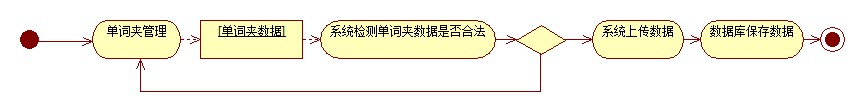 单词夹管理
[单词夹数据]
系统检测单词夹数据是否合法
系统上传数据
数据库保存数据